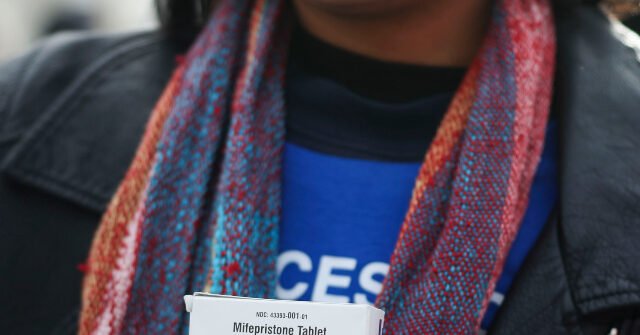 CES
NDC: 43393-001-01
Mifepristone Tablet